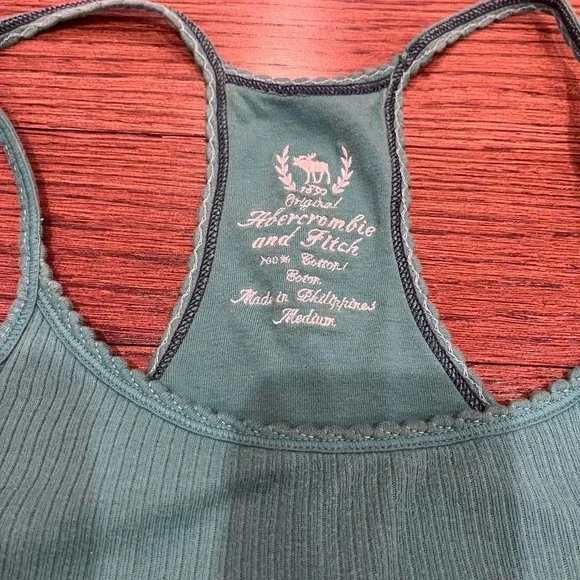 1892
Original
Abercrombie
and Fitch
100% Cotton/
Coton
Made in Philippines
Medium